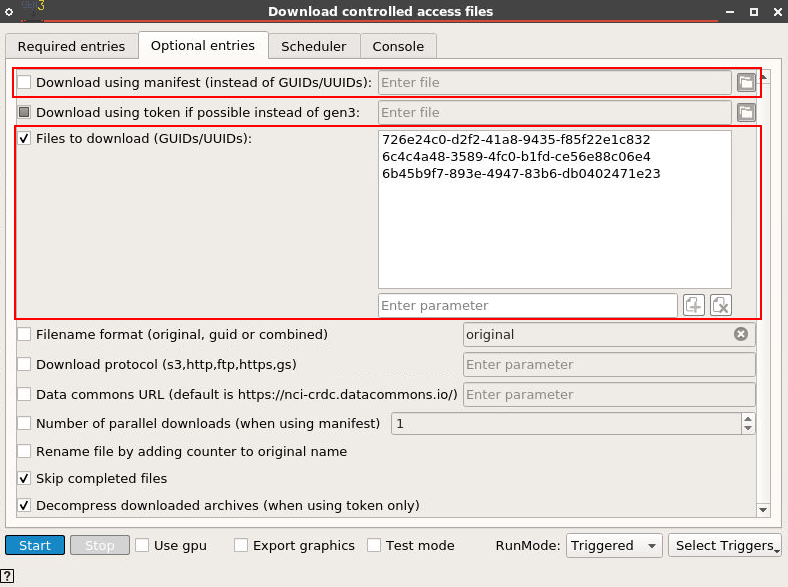 Download controlled access files
Required entries Optional entries Scheduler Console
Download using manifest (instead of GUIDs/UUIDs): Enter file
Download using token if possible instead of gen3: Enter file
Files to download (GUIDs/UUIDs):
726e24c0-d2f2-41a8-9435-f85f22e1c832
6c4c4a48-3589-4fc0-b1fd-ce56e88c06e4
6b45b9f7-893e-4947-83b6-db0402471e23
Enter parameter
Filename format (original, guid or combined) original
Download protocol (s3,http,ftp,https,gs) Enter parameter
Data commons URL (default is https://nci-crdc.datacommons.io/) Enter parameter
Number of parallel downloads (when using manifest) 1
Rename file by adding counter to original name
Skip completed files
Decompress downloaded archives (when using token only)
Start Stop Use gpu Export graphics Test mode RunMode: Triggered Select Triggers
?